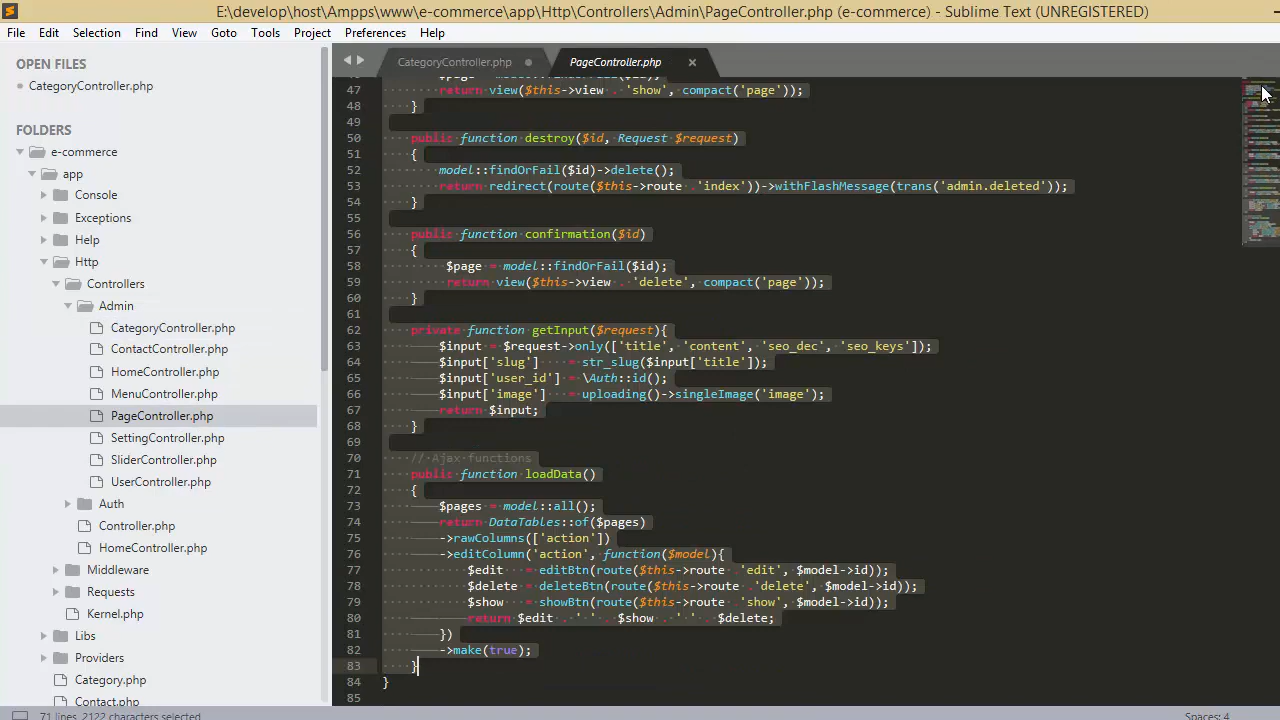 E:\develop\host\Ampps\www\e-commerce\app\Http\Controllers\Admin\PageController.php (e-commerce) - Sublime Text (UNREGISTERED)
File Edit Selection Find View Goto Tools Project Preferences Help
OPEN FILES
CategoryController.php
FOLDERS
e-commerce
app
Console
Exceptions
Help
Http
Controllers
Admin
CategoryController.php
ContactController.php
HomeController.php
MenuController.php
PageController.php
SettingController.php
SliderController.php
UserController.php
Auth
Controller.php
HomeController.php
Middleware
Requests
Kernel.php
Libs
Providers
Category.php
Contact.php
CategoryController.php PageController.php
47 return view($this->view . 'show', compact('page'));
48 }
49
50 public function destroy($id, Request $request)
51 {
52 model::findOrFail($id)->delete();
53 return redirect(route($this->route .'index'))->withFlashMessage(trans('admin.deleted'));
54 }
55
56 public function confirmation($id)
57 {
58 $page = model::findOrFail($id);
59 return view($this->view . 'delete', compact('page'));
60 }
61
62 private function getInput($request){
63 $input = $request->only(['title', 'content', 'seo_dec', 'seo_keys']);
64 $input['slug'] = str_slug($input['title']);
65 $input['user_id'] = \Auth::id();
66 $input['image'] = uploading()->singleImage('image');
67 return $input;
68 }
69
70 // Ajax functions
71 public function loadData()
72 {
73 $pages = model::all();
74 return DataTables::of($pages)
75 ->rawColumns(['action'])
76 ->editColumn('action', function($model){
77 $edit = editBtn(route($this->route .'edit', $model->id));
78 $delete = deleteBtn(route($this->route .'delete', $model->id));
79 $show = showBtn(route($this->route .'show', $model->id));
80 return $edit . ' ' . $show . ' ' . $delete;
81 })
82 ->make(true);
83 }
84 }
85
71 lines, 2122 characters selected
Spaces: 4